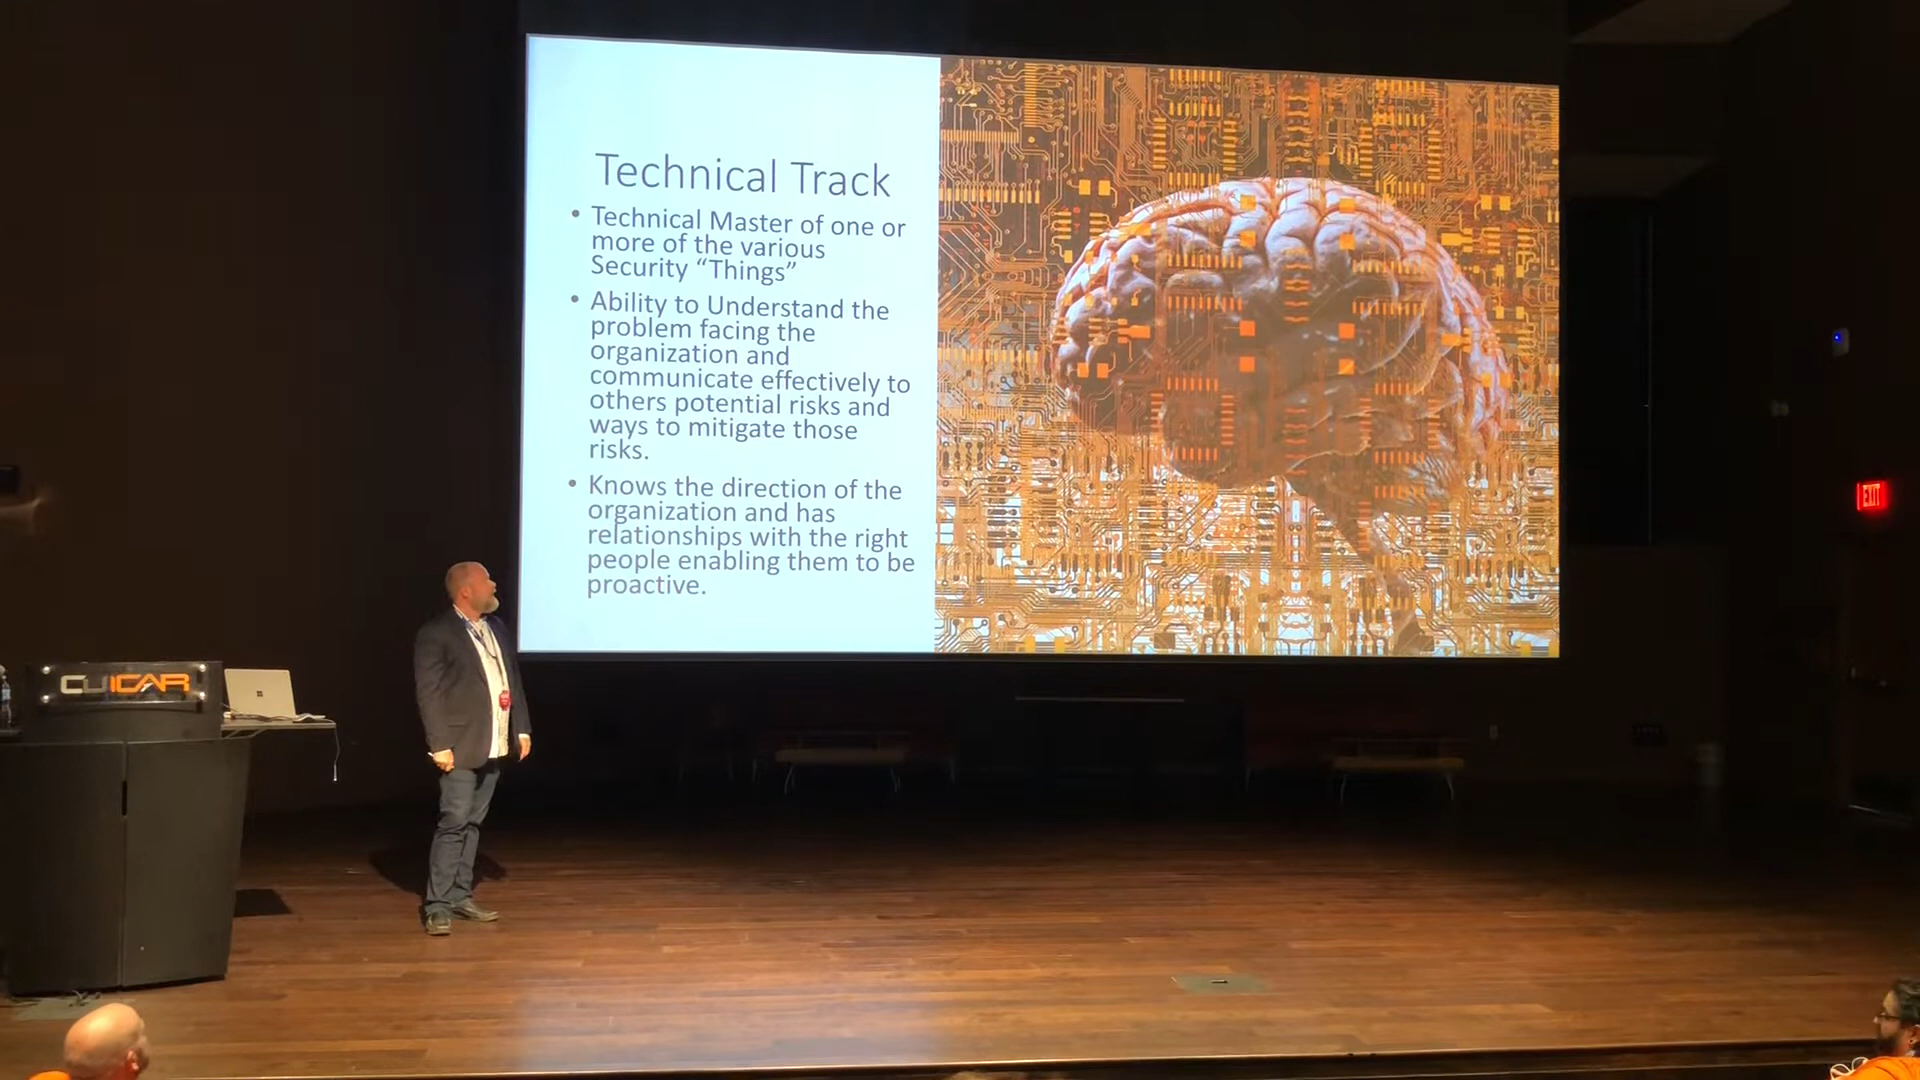 Technical Track
• Technical Master of one or
more of the various
Security “Things”
• Ability to Understand the
problem facing the
organization and
communicate effectively to
others potential risks and
ways to mitigate those
risks.
• Knows the direction of the
organization and has
relationships with the right
people enabling them to be
proactive.
EXIT
CUICAR